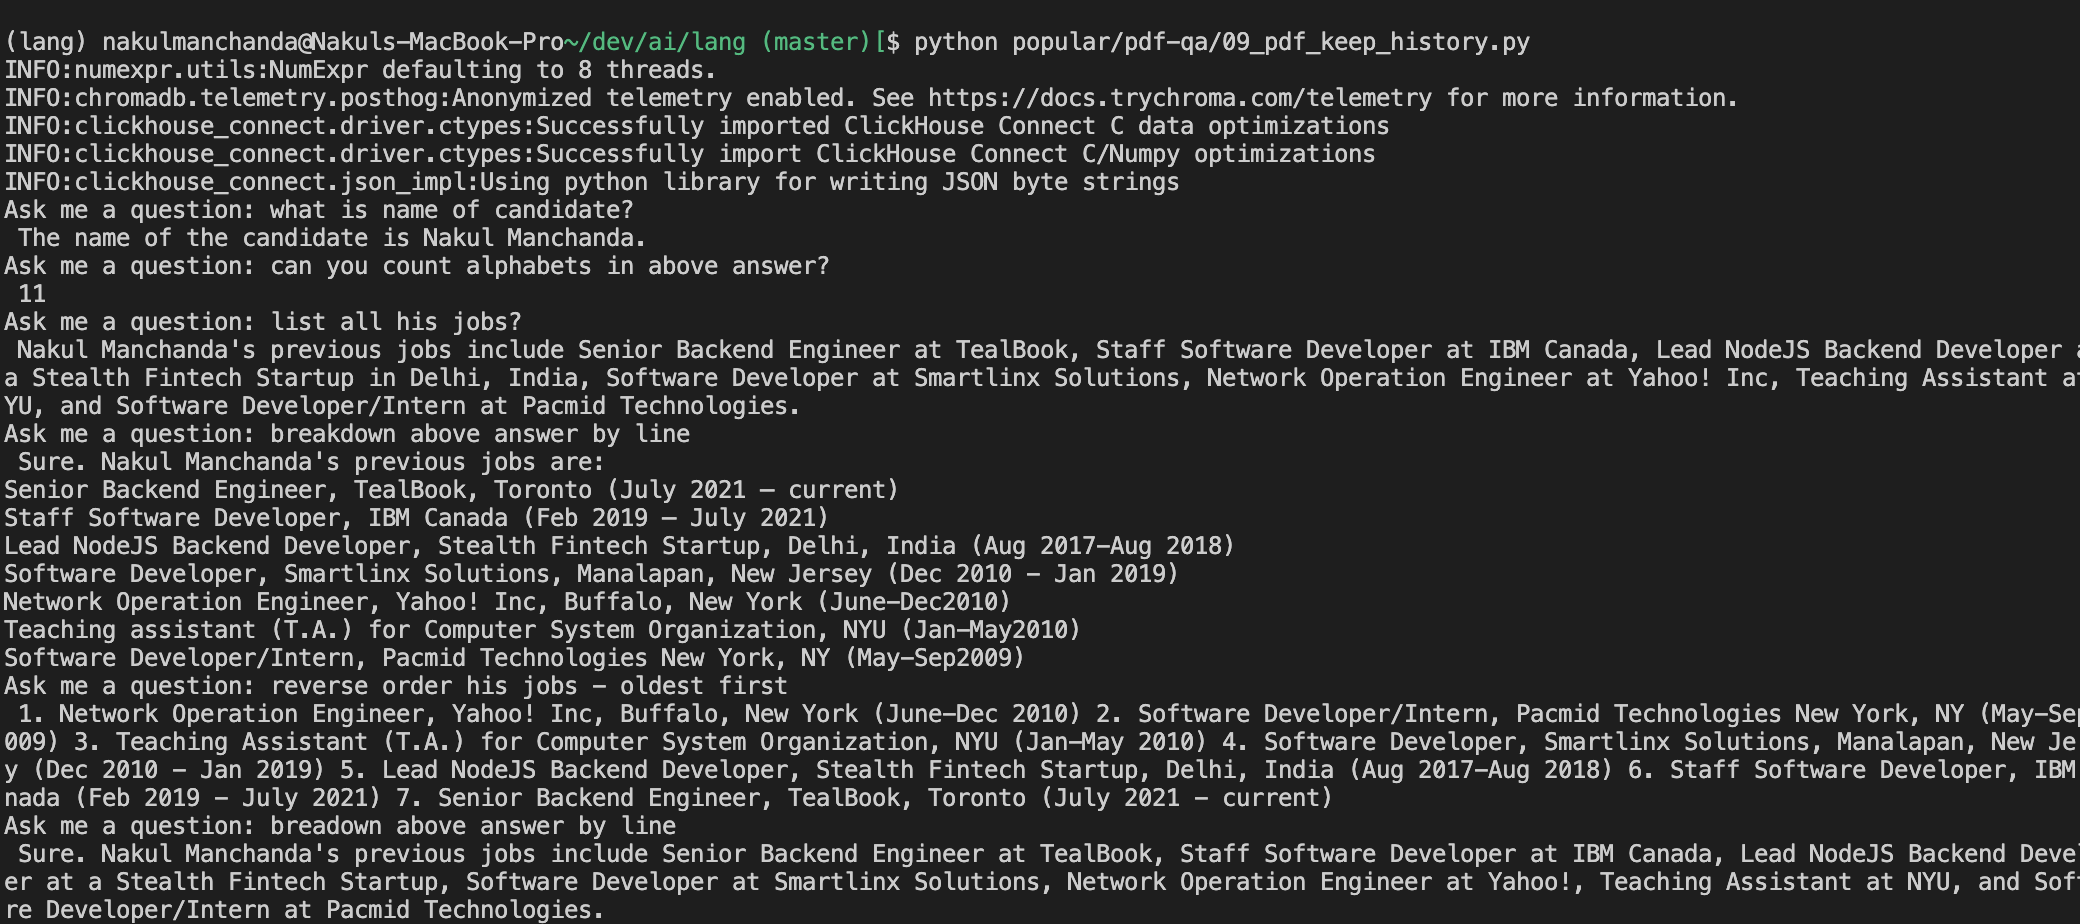 (lang) nakulmanchanda@Nakuls-MacBook-Pro~/dev/ai/lang (master)[$ python popular/pdf-qa/09_pdf_keep_history.py
INFO:numexpr.utils:NumExpr defaulting to 8 threads.
INFO:chromadb.telemetry.posthog:Anonymized telemetry enabled. See https://docs.trychroma.com/telemetry for more information.
INFO:clickhouse_connect.driver.ctypes:Successfully imported ClickHouse Connect C data optimizations
INFO:clickhouse_connect.driver.ctypes:Successfully import ClickHouse Connect C/Numpy optimizations
INFO:clickhouse_connect.json_impl:Using python library for writing JSON byte strings
Ask me a question: what is name of candidate?
 The name of the candidate is Nakul Manchanda.
Ask me a question: can you count alphabets in above answer?
 11
Ask me a question: list all his jobs?
 Nakul Manchanda's previous jobs include Senior Backend Engineer at TealBook, Staff Software Developer at IBM Canada, Lead NodeJS Backend Developer
a Stealth Fintech Startup in Delhi, India, Software Developer at Smartlinx Solutions, Network Operation Engineer at Yahoo! Inc, Teaching Assistant at
YU, and Software Developer/Intern at Pacmid Technologies.
Ask me a question: breakdown above answer by line
 Sure. Nakul Manchanda's previous jobs are:
Senior Backend Engineer, TealBook, Toronto (July 2021 – current)
Staff Software Developer, IBM Canada (Feb 2019 – July 2021)
Lead NodeJS Backend Developer, Stealth Fintech Startup, Delhi, India (Aug 2017–Aug 2018)
Software Developer, Smartlinx Solutions, Manalapan, New Jersey (Dec 2010 - Jan 2019)
Network Operation Engineer, Yahoo! Inc, Buffalo, New York (June–Dec2010)
Teaching assistant (T.A.) for Computer System Organization, NYU (Jan–May2010)
Software Developer/Intern, Pacmid Technologies New York, NY (May–Sep2009)
Ask me a question: reverse order his jobs - oldest first
 1. Network Operation Engineer, Yahoo! Inc, Buffalo, New York (June-Dec 2010) 2. Software Developer/Intern, Pacmid Technologies New York, NY (May-Sep
009) 3. Teaching Assistant (T.A.) for Computer System Organization, NYU (Jan-May 2010) 4. Software Developer, Smartlinx Solutions, Manalapan, New Je
y (Dec 2010 - Jan 2019) 5. Lead NodeJS Backend Developer, Stealth Fintech Startup, Delhi, India (Aug 2017-Aug 2018) 6. Staff Software Developer, IBM
nada (Feb 2019 - July 2021) 7. Senior Backend Engineer, TealBook, Toronto (July 2021 - current)
Ask me a question: breadown above answer by line
 Sure. Nakul Manchanda's previous jobs include Senior Backend Engineer at TealBook, Staff Software Developer at IBM Canada, Lead NodeJS Backend Devel
er at a Stealth Fintech Startup, Software Developer at Smartlinx Solutions, Network Operation Engineer at Yahoo!, Teaching Assistant at NYU, and Soft
re Developer/Intern at Pacmid Technologies.